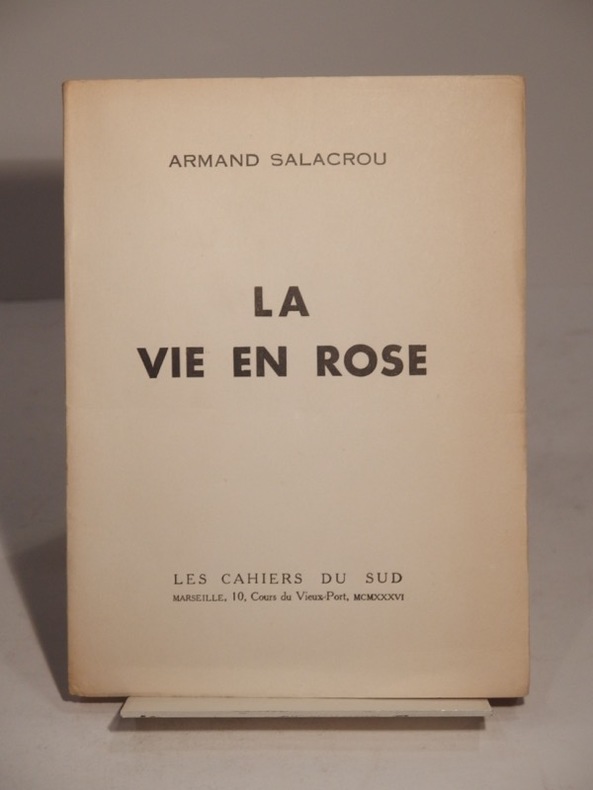 ARMAND SALACROU
LA
VIE EN ROSE
LES CAHIERS DU SUD
MARSEILLE, 10, Cours du Vieux-Port, MCMXXXVI